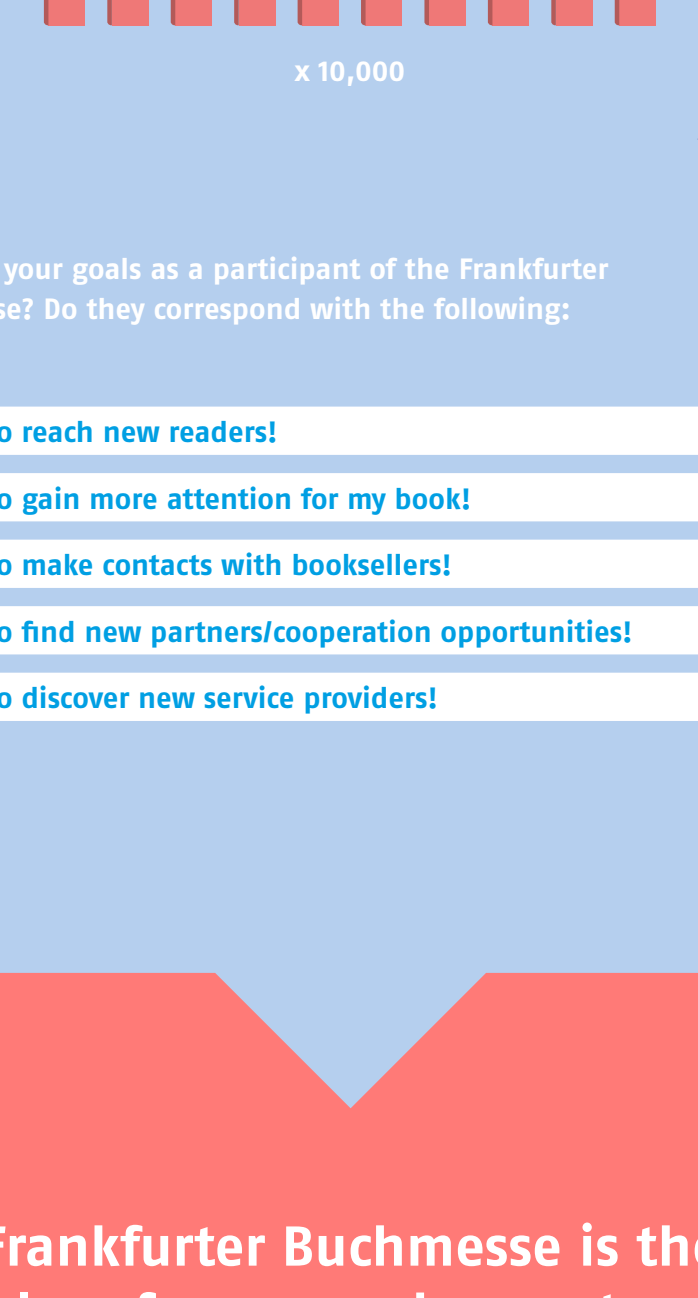 x 10,000
your goals as a participant of the Frankfurter
se? Do they correspond with the following:
o reach new readers!
o gain more attention for my book!
o make contacts with booksellers!
o find new partners/cooperation opportunities!
o discover new service providers!
Frankfurter Buchmesse is the